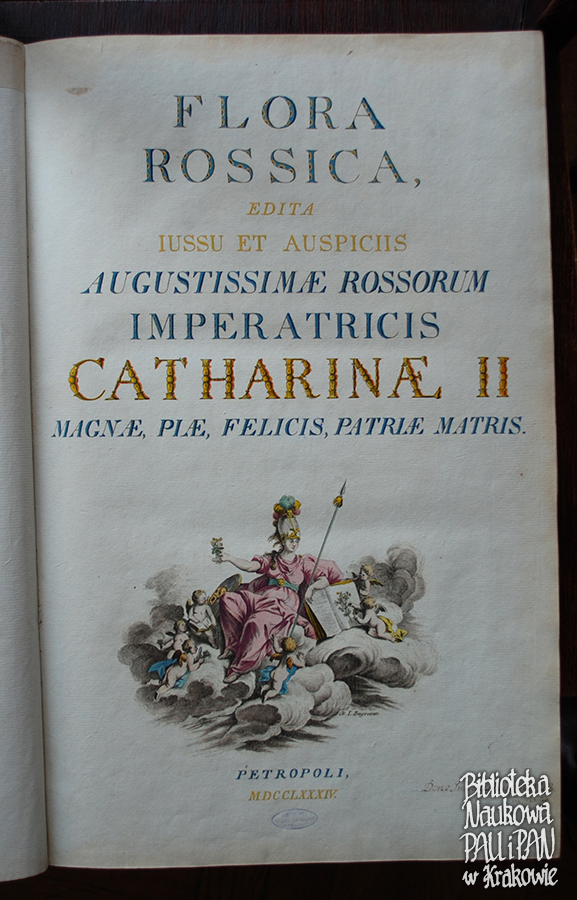 FLORA
ROSSICA,
EDITA
IUSSU ET AUSPICIIS
AUGUSTISSIMÆ ROSSORUM
IMPERATRICIS
CATHARINÆ II
MAGNÆ, PIÆ, FELICIS, PATRIÆ MATRIS.
PETROPOLI,
MDCCLXXXIV.
Biblioteka
Naukowa
PAU i PAN
w Krakowie